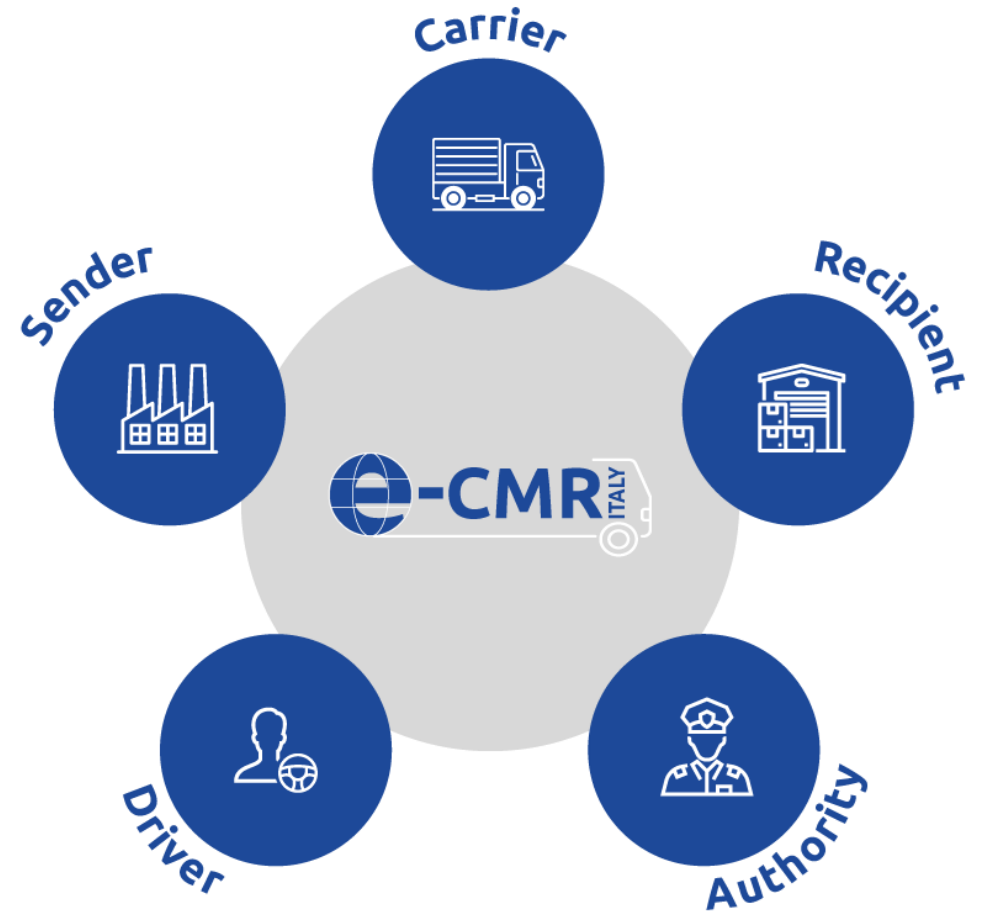 Carrier
Sender
Recipient
e-CMR ITALY
Driver
Authority